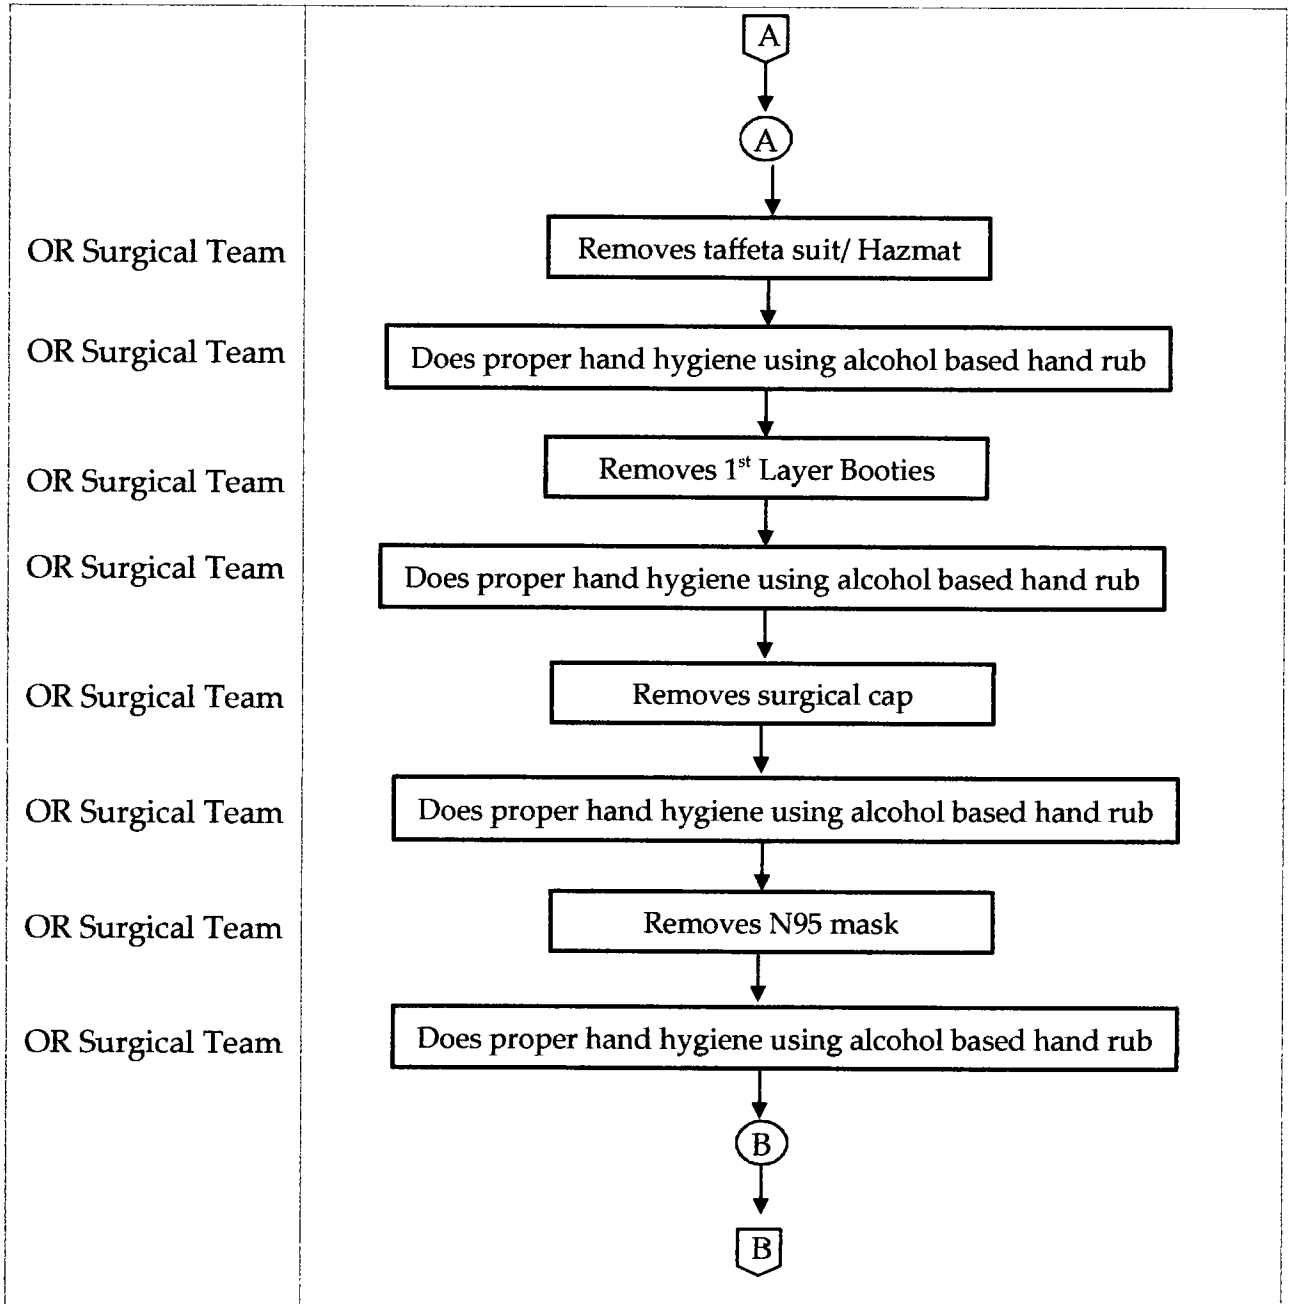 A
A
OR Surgical Team
Removes taffeta suit/ Hazmat
OR Surgical Team
Does proper hand hygiene using alcohol based hand rub
OR Surgical Team
Removes 1st Layer Booties
OR Surgical Team
Does proper hand hygiene using alcohol based hand rub
OR Surgical Team
Removes surgical cap
OR Surgical Team
Does proper hand hygiene using alcohol based hand rub
OR Surgical Team
Removes N95 mask
OR Surgical Team
Does proper hand hygiene using alcohol based hand rub
B
B